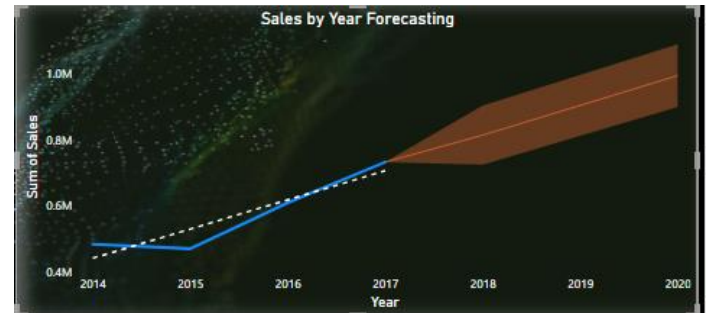 Sales by Year Forecasting
1.0M
0.8M
0.6M
0.4M
Sum of Sales
2014 2015 2016 2017 2018 2019 2020
Year